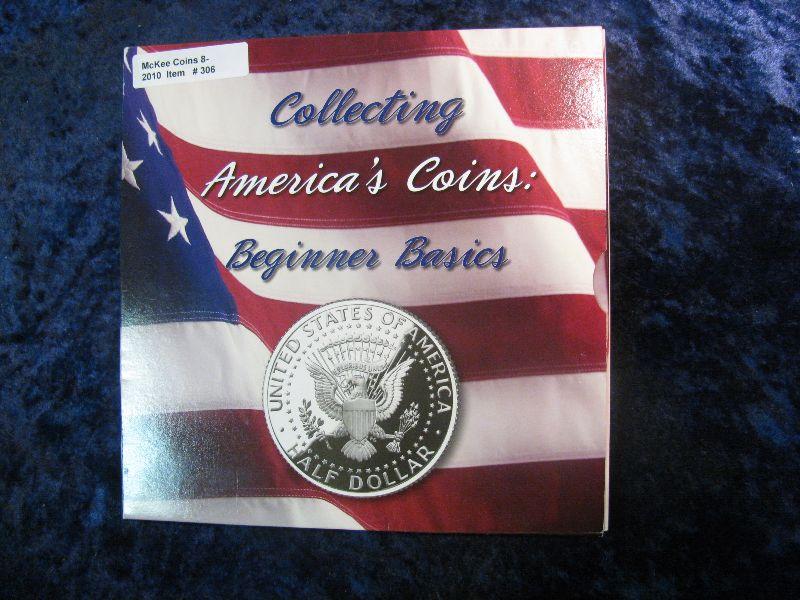 McKee Coins 8-
2010 Item # 306
Collecting
America's Coins:
Beginner Basics
UNITED STATES OF AMERICA
HALF DOLLAR